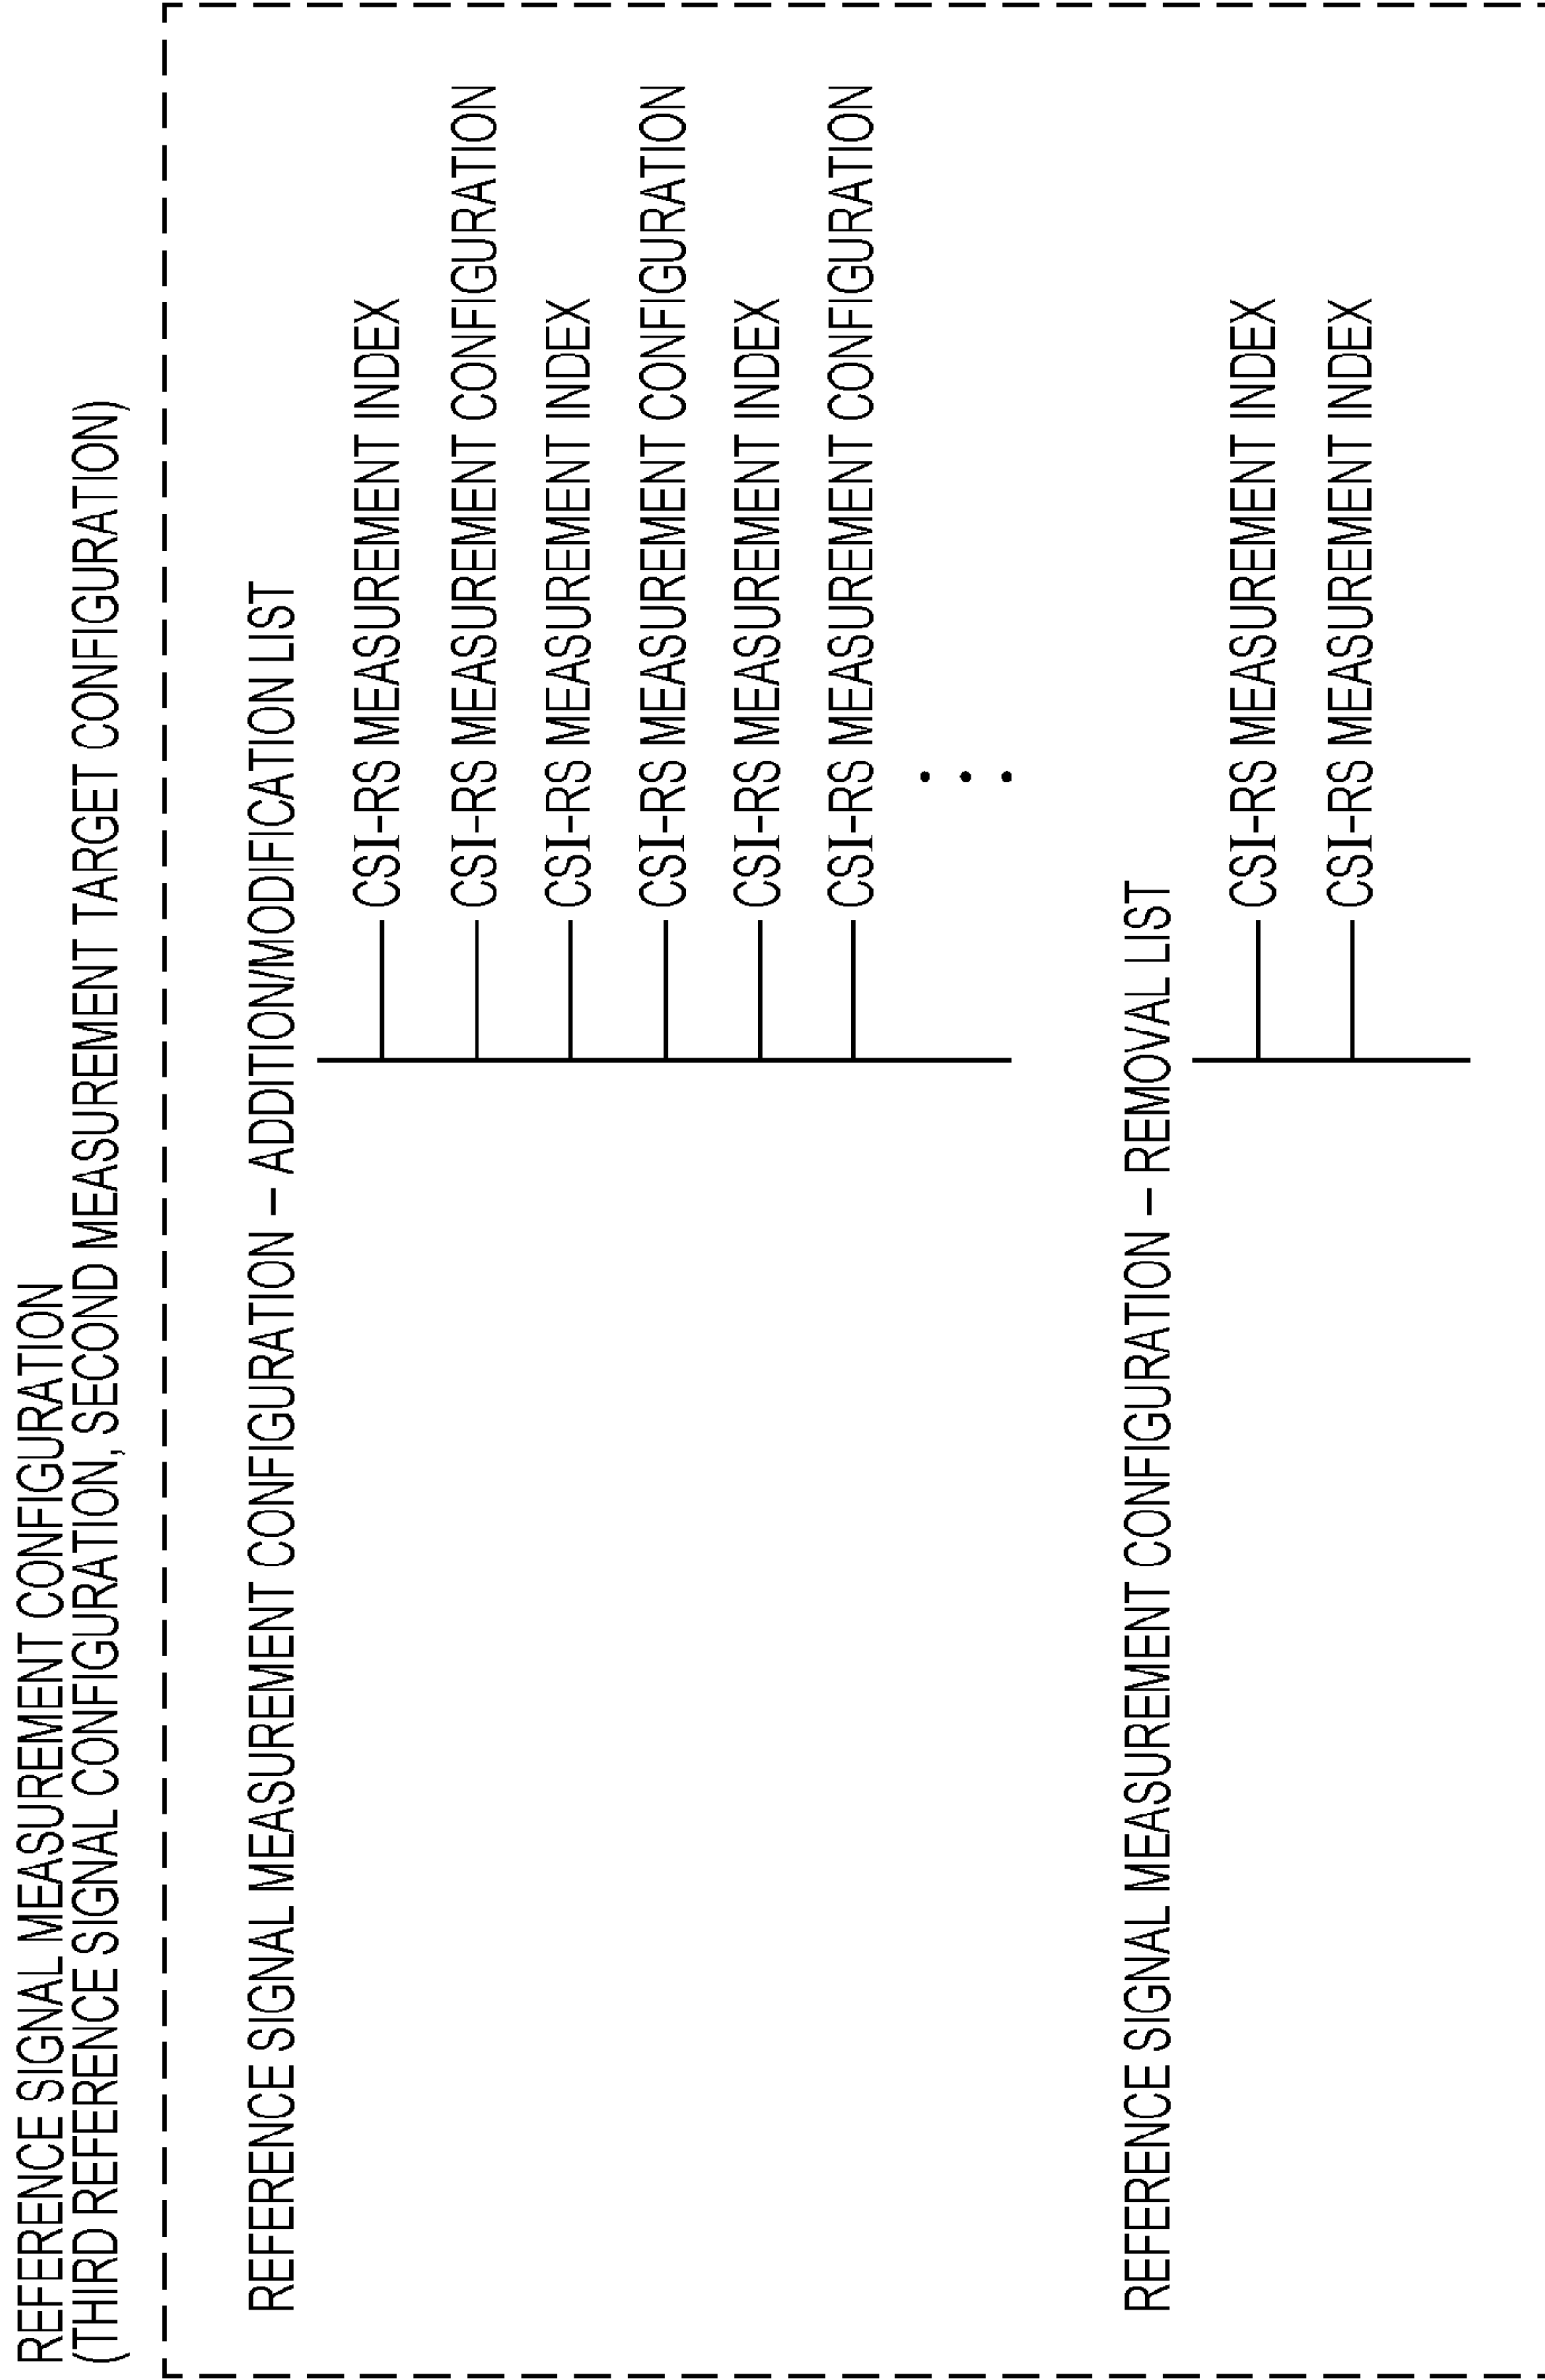 REFERENCE SIGNAL MEASUREMENT CONFIGURATION
(THIRD REFERENCE SIGNAL CONFIGURATION, SECOND MEASUREMENT TARGET CONFIGURATION)
REFERENCE SIGNAL MEASUREMENT CONFIGURATION – ADDITION/MODIFICATION LIST
CSI-RS MEASUREMENT INDEX
CSI-RS MEASUREMENT CONFIGURATION
CSI-RS MEASUREMENT INDEX
CSI-RS MEASUREMENT CONFIGURATION
CSI-RS MEASUREMENT INDEX
CSI-RS MEASUREMENT CONFIGURATION
REFERENCE SIGNAL MEASUREMENT CONFIGURATION – REMOVAL LIST
CSI-RS MEASUREMENT INDEX
CSI-RS MEASUREMENT INDEX